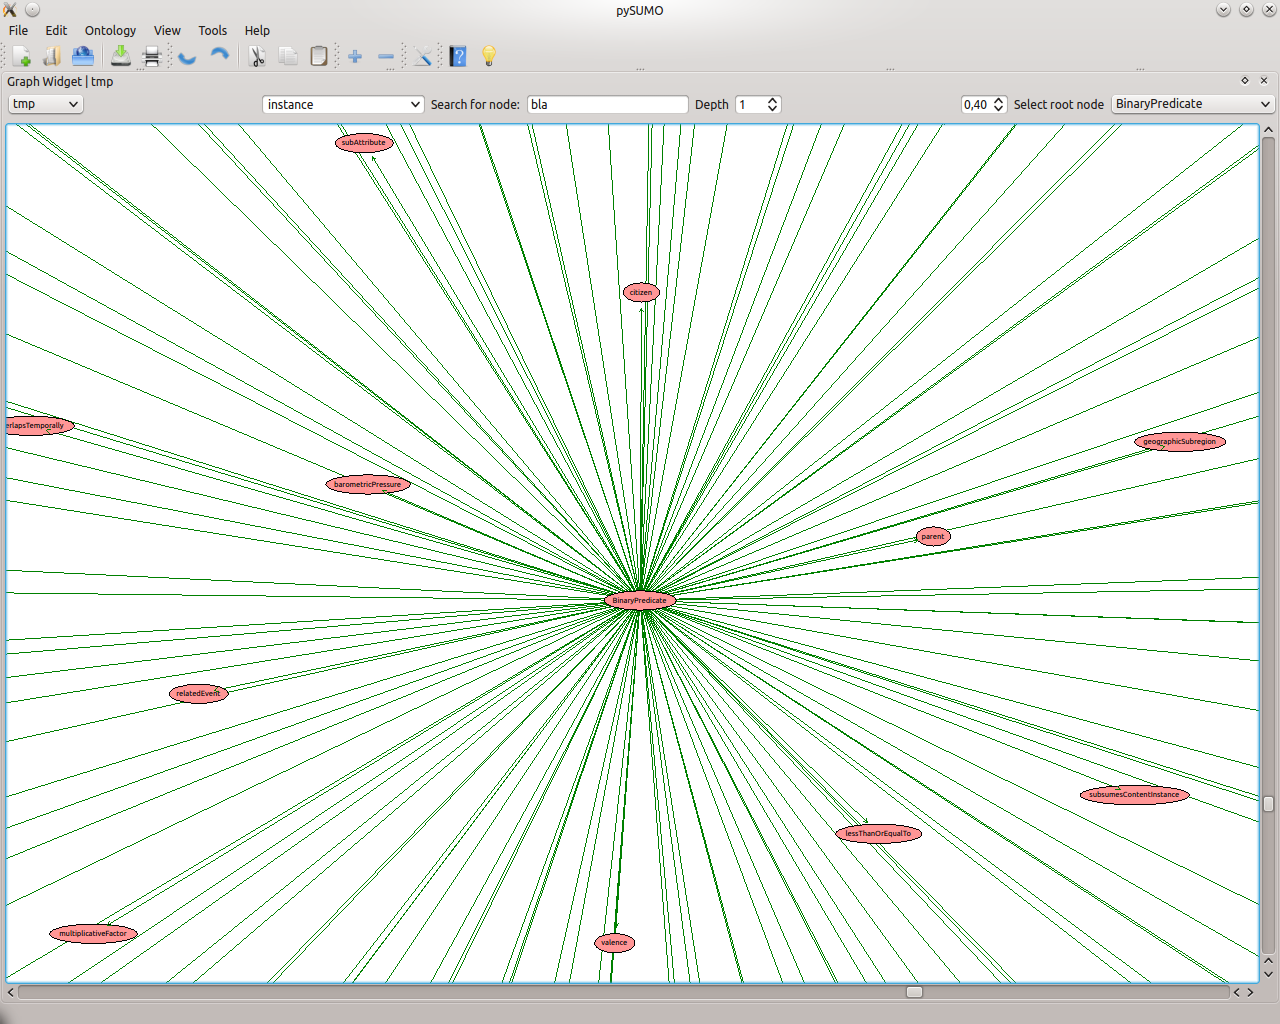 pySUMO
File Edit Ontology View Tools Help
Graph Widget | tmp
tmp instance Search for node: bla Depth 1 0,40 Select root node BinaryPredicate
subAttribute
citizen
erlapsTemporally
geographicSubregion
barometricPressure
parent
BinaryPredicate
relatedEvent
subsumesContentInstance
lessThanOrEqualTo
multiplicativeFactor
valence